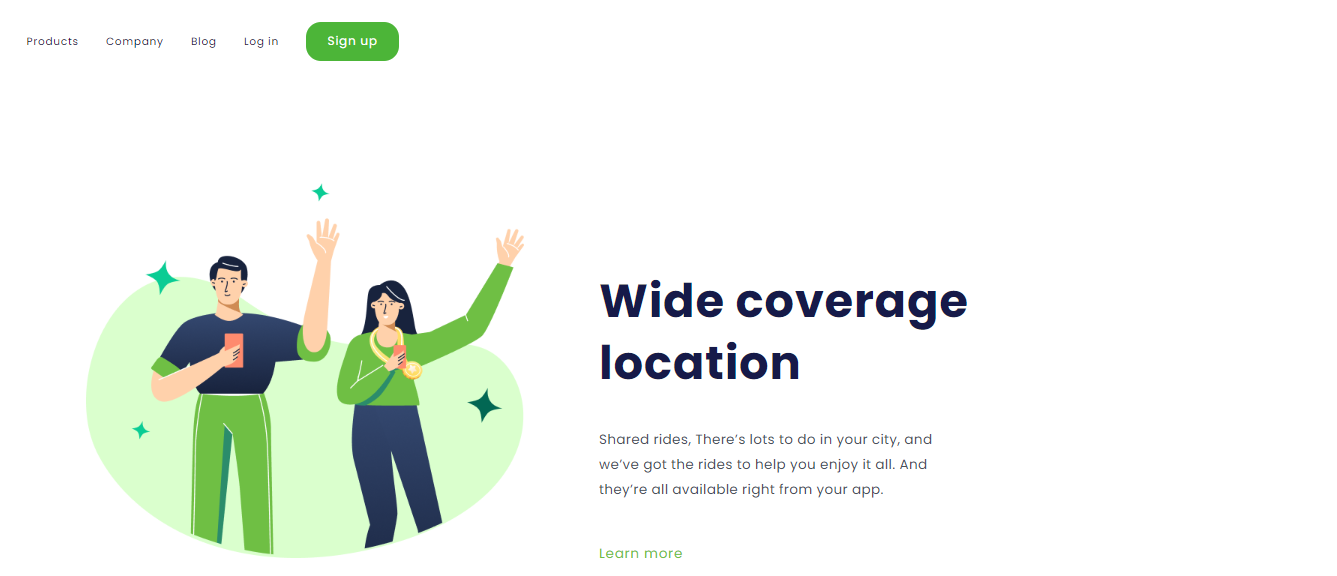 Products
Company
Blog
Log in
Sign up
Wide coverage
location
Shared rides, There’s lots to do in your city, and
we’ve got the rides to help you enjoy it all. And
they’re all available right from your app.
Learn more